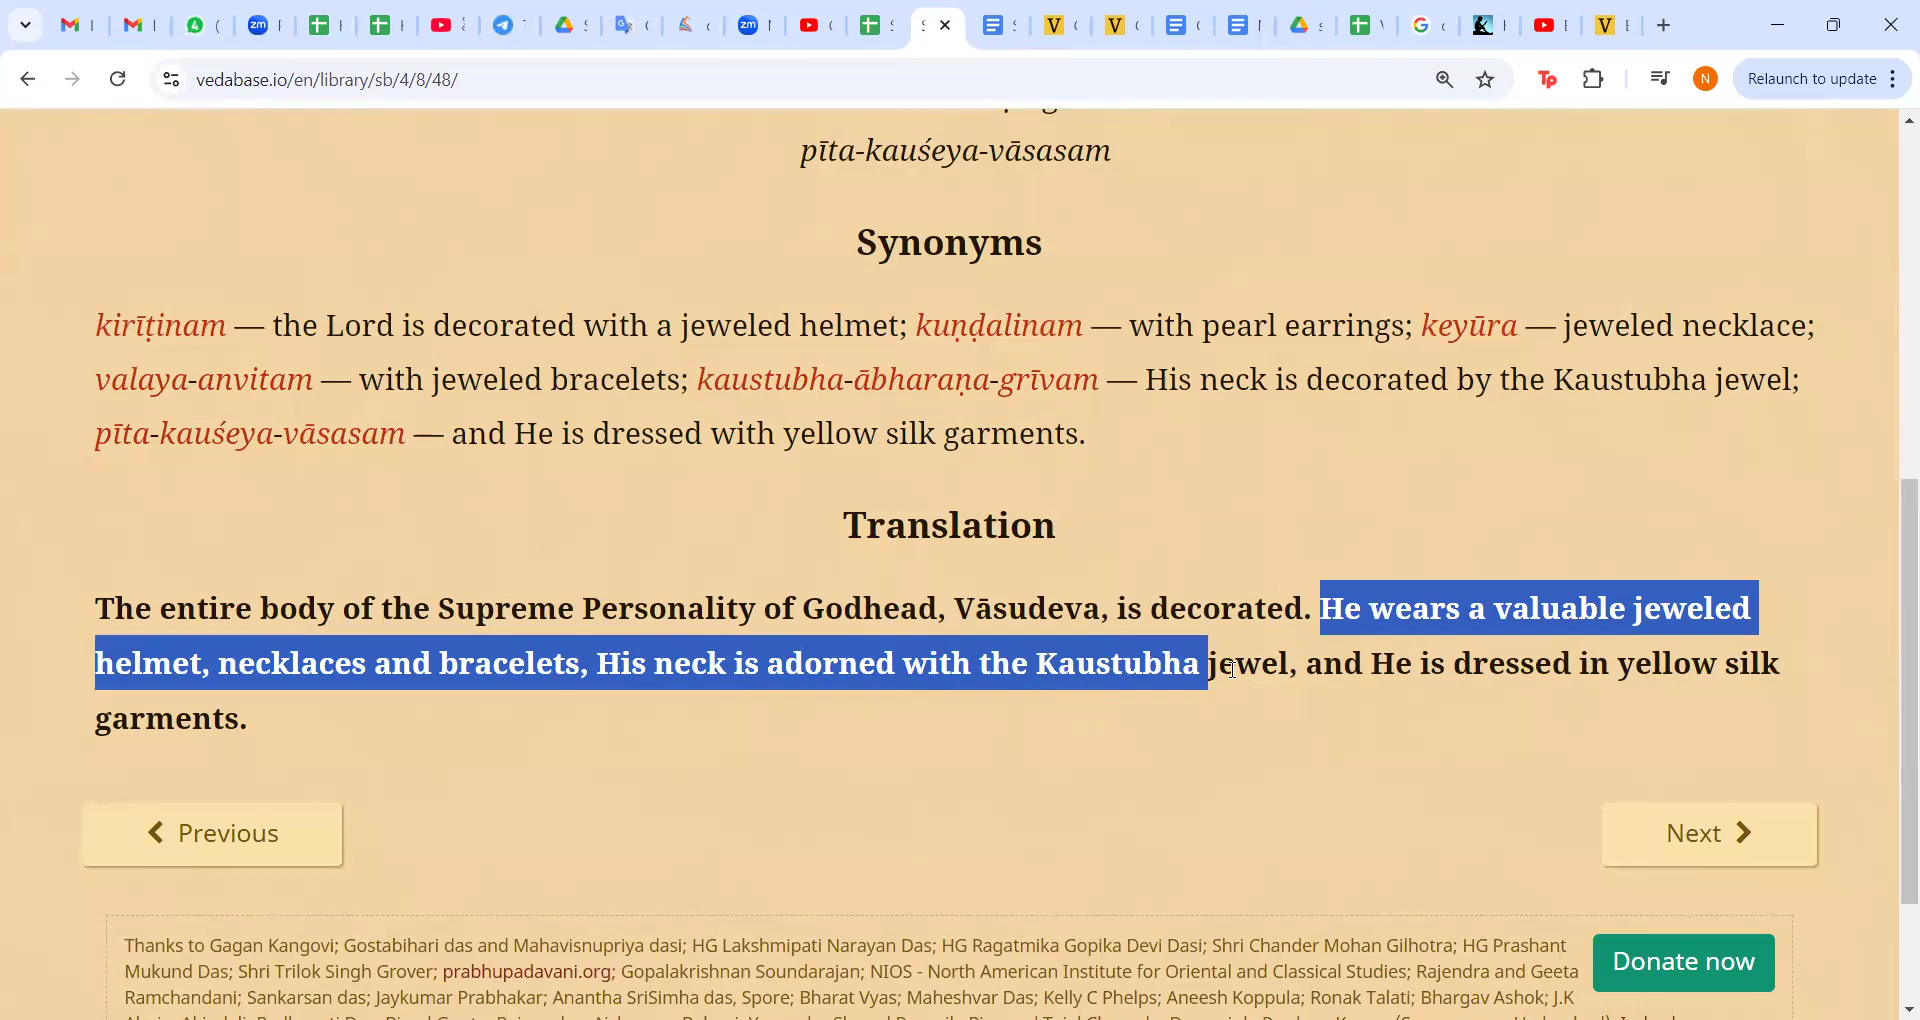 vedabase.io/en/library/sb/4/8/48/
Relaunch to update
N
pīta-kauśeya-vāsasam
Synonyms
kirīṭinam — the Lord is decorated with a jeweled helmet; kuṇḍalinam — with pearl earrings; keyūra — jeweled necklace;
valaya-anvitam — with jeweled bracelets; kaustubha-ābharaṇa-grīvam — His neck is decorated by the Kaustubha jewel;
pīta-kauśeya-vāsasam — and He is dressed with yellow silk garments.
Translation
The entire body of the Supreme Personality of Godhead, Vāsudeva, is decorated. He wears a valuable jeweled
helmet, necklaces and bracelets, His neck is adorned with the Kaustubha jewel, and He is dressed in yellow silk
garments.
Previous
Next
Thanks to Gagan Kangovi; Gostabihari das and Mahavisnupriya dasi; HG Lakshmipati Narayan Das; HG Ragatmika Gopika Devi Dasi; Shri Chander Mohan Gilhotra; HG Prashant
Mukund Das; Shri Trilok Singh Grover; prabhupadavani.org; Gopalakrishnan Soundarajan; NIOS - North American Institute for Oriental and Classical Studies; Rajendra and Geeta
Ramchandani; Sankarsan das; Jaykumar Prabhakar; Anantha SriSimha das, Spore; Bharat Vyas; Maheshvar Das; Kelly C Phelps; Aneesh Koppula; Ronak Talati; Bhargav Ashok; J.K
Donate now